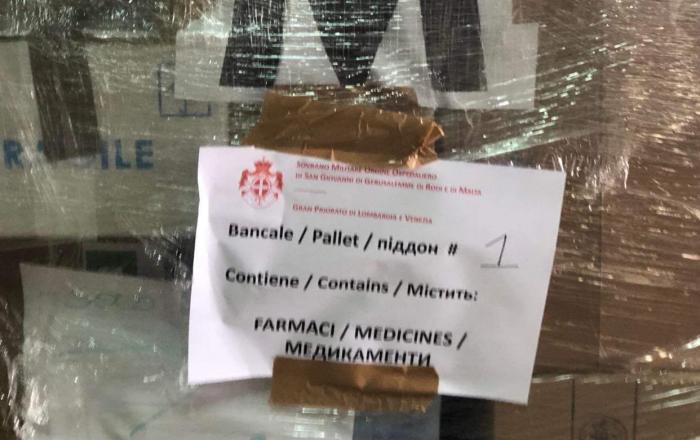 M
SOVRANO MILITARE ORDINE OSPEDALIERO
DI SAN GIOVANNI DI GERUSALEMME DI RODI E DI MALTA
GRAN PRIORATO DI LOMBARDIA E VENEZIA
Bancale / Pallet / піддон # 1
Contiene / Contains / Містить:
FARMACI / MEDICINES /
МЕДИКАМЕНТИ